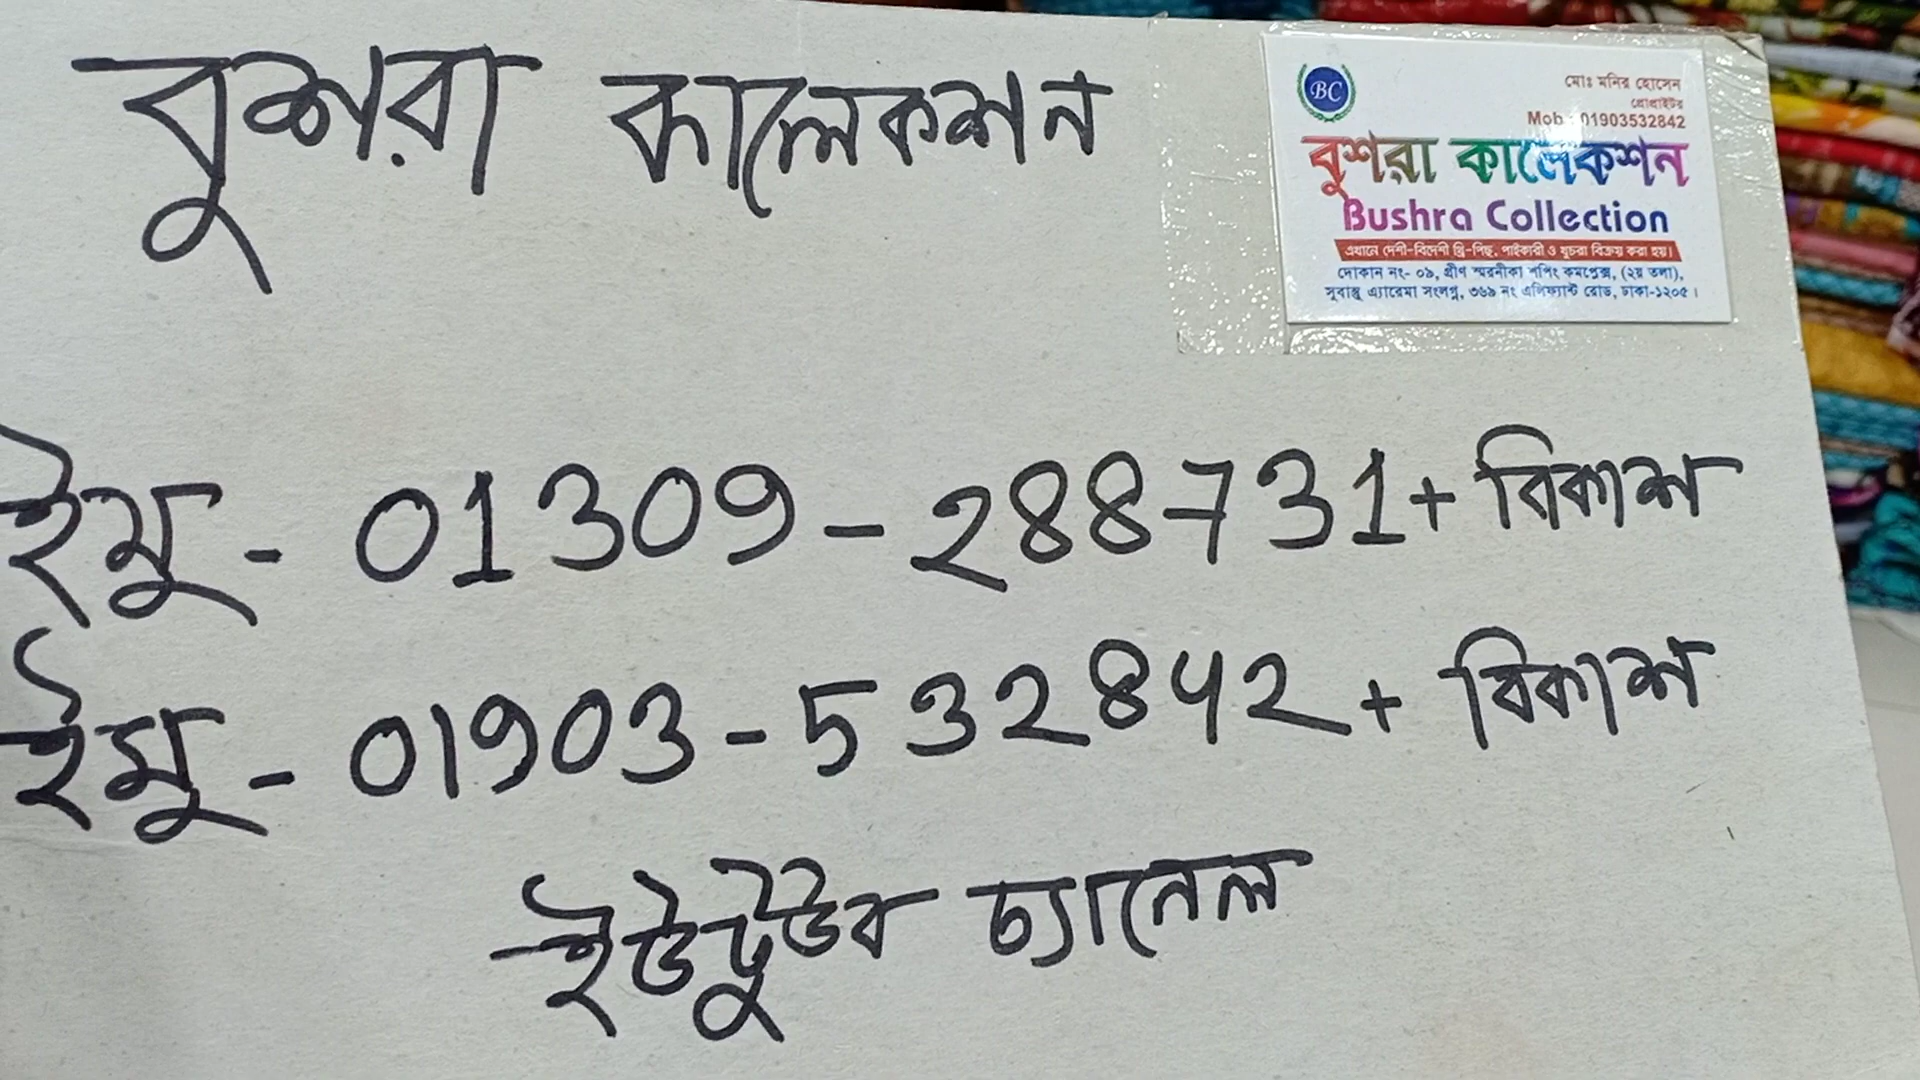 বুশরা কালেকশন
BC
মোঃ মনির হোসেন
প্রোপ্রাইটর
Mob : 01903532842
বুশরা কালেকশন
Bushra Collection
এখানে দেশী-বিদেশী থ্রি-পিছ, পাইকারী ও খুচরা বিক্রয় করা হয়।
দোকান নং- ০৯, গ্রীণ স্মরনীকা শপিং কমপ্লেক্স, (২য় তলা),
সুবাস্তু এ্যারেমা সংলগ্ন, ৩৬৯ নং এলিফ্যান্ট রোড, ঢাকা-১২০৫।
ইমু - 01309-288731 + বিকাশ
ইমু - 01903-532842 + বিকাশ
ইউটুউব চ্যানেল